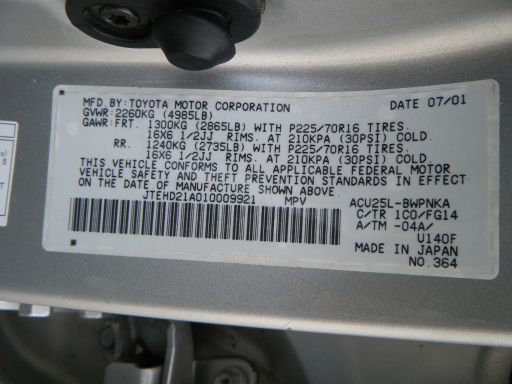 MFD. BY: TOYOTA MOTOR CORPORATION DATE 07/01
GVWR: 2260KG (4985LB)
GAWR: FRT. 1300KG (2865LB) WITH P225/70R16 TIRES.
16X6 1/2JJ RIMS. AT 210KPA (30PSI) COLD.
RR. 1240KG (2735LB) WITH P225/70R16 TIRES.
16X6 1/2JJ RIMS. AT 210KPA (30PSI) COLD.
THIS VEHICLE CONFORMS TO ALL APPLICABLE FEDERAL MOTOR
VEHICLE SAFETY AND THEFT PREVENTION STANDARDS IN EFFECT
ON THE DATE OF MANUFACTURE SHOWN ABOVE.
JTEHD21A010009921 MPV ACU25L-BWPNKA
C/TR 1C0/FG14
A/TM -04A/
U140F
MADE IN JAPAN
NO.364